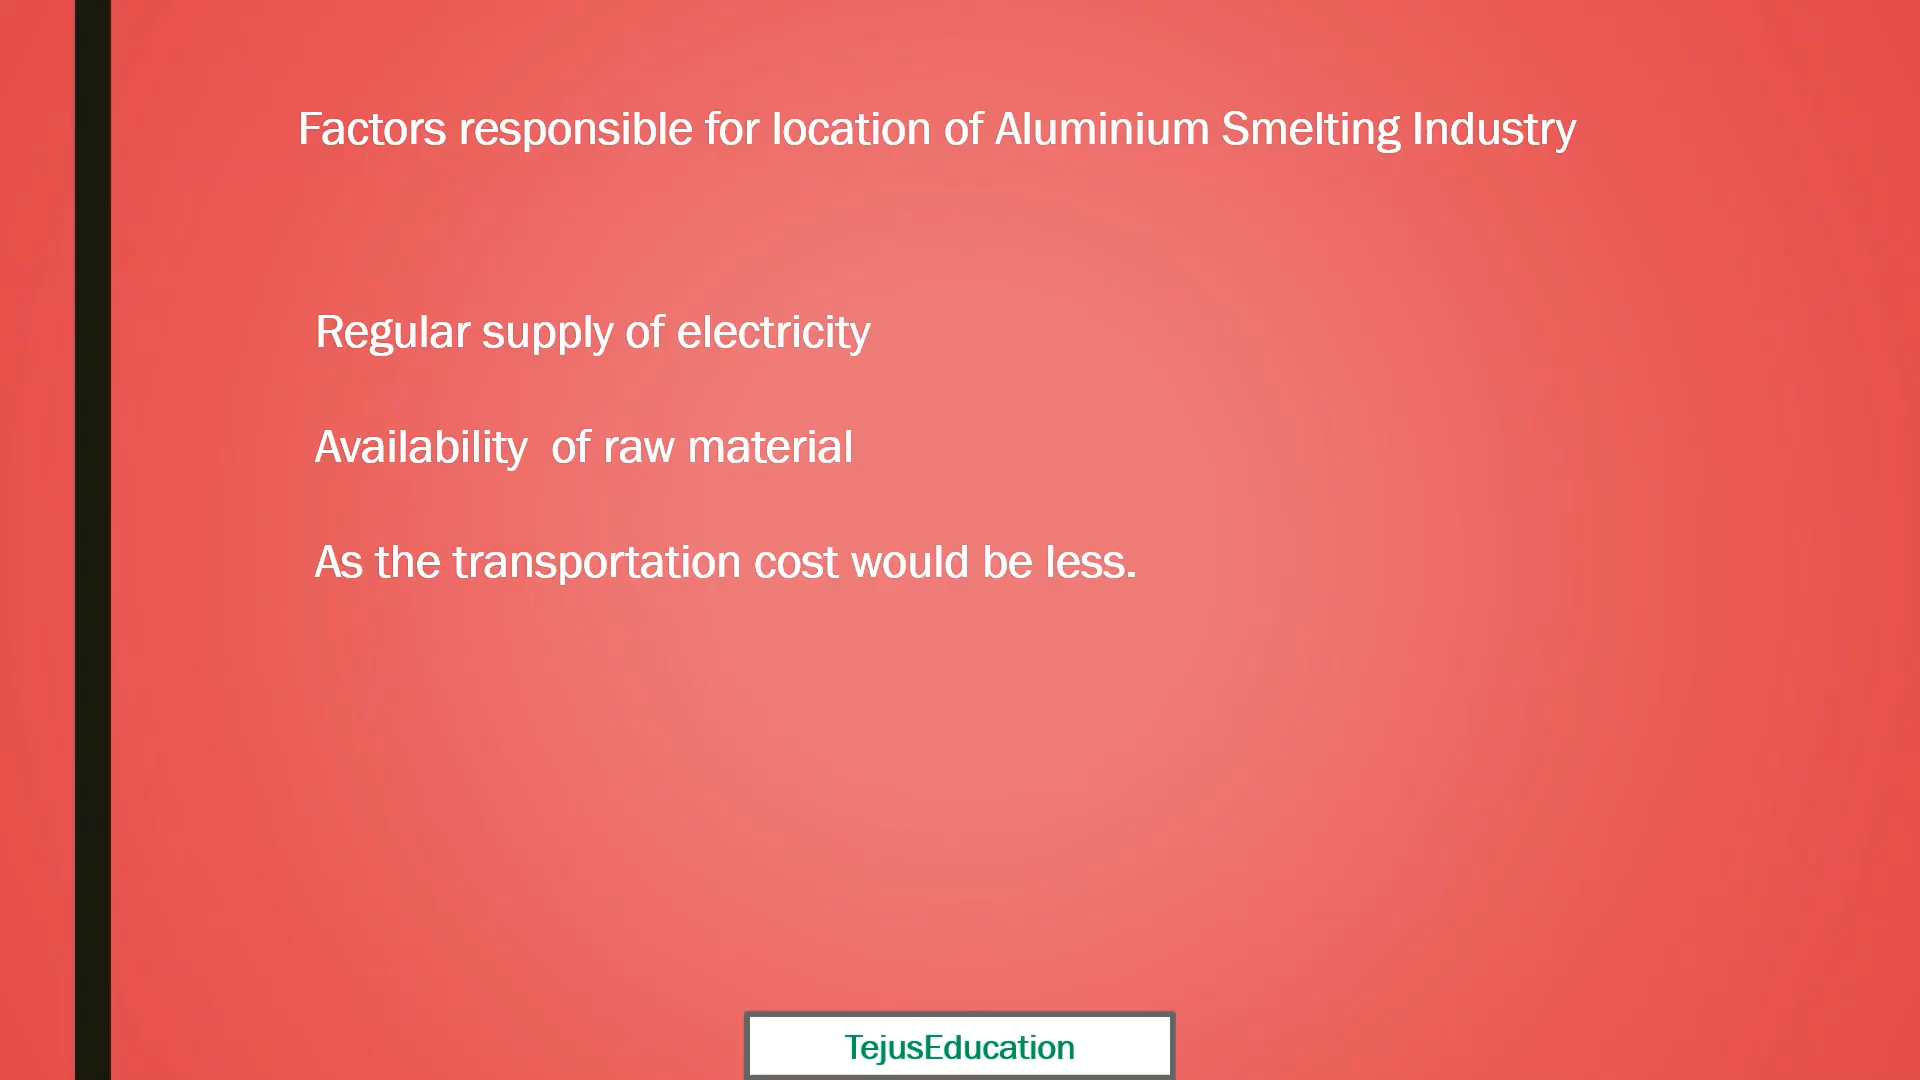 Factors responsible for location of Aluminium Smelting Industry
Regular supply of electricity
Availability  of raw material
As the transportation cost would be less.
TejusEducation